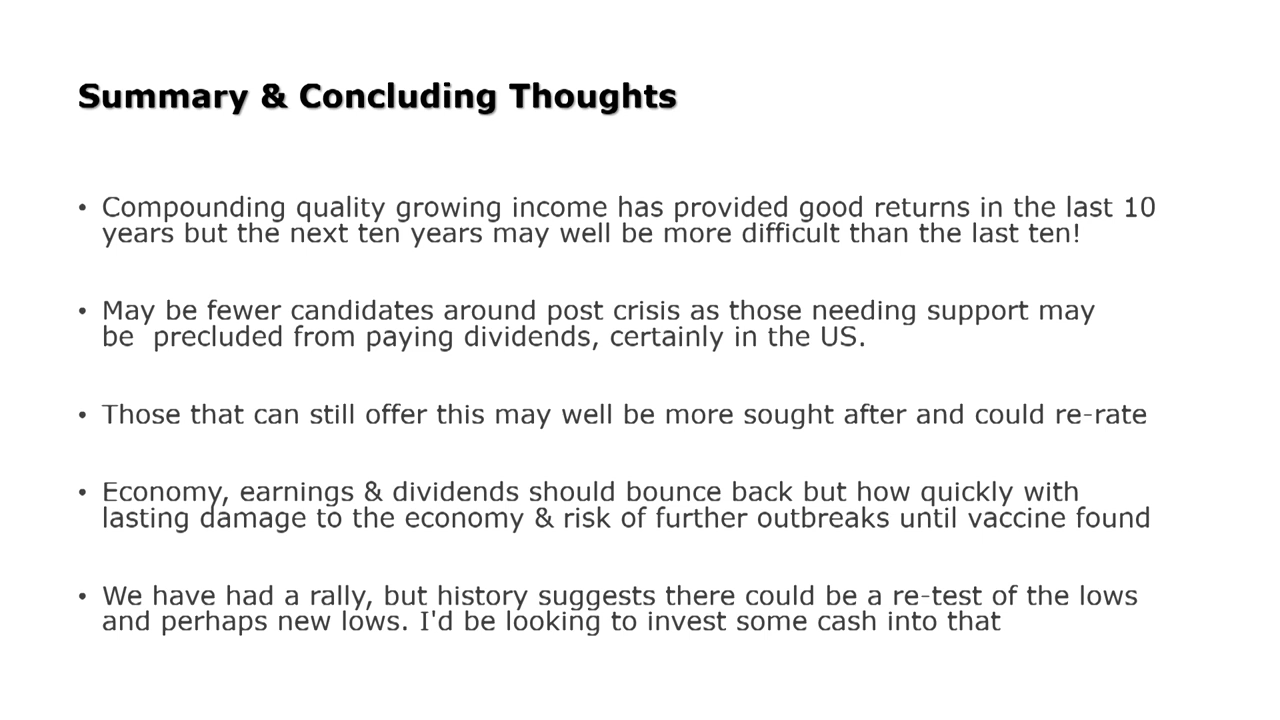 Summary & Concluding Thoughts
• Compounding quality growing income has provided good returns in the last 10
years but the next ten years may well be more difficult than the last ten!
• May be fewer candidates around post crisis as those needing support may
be  precluded from paying dividends, certainly in the US.
• Those that can still offer this may well be more sought after and could re-rate
• Economy, earnings & dividends should bounce back but how quickly with
lasting damage to the economy & risk of further outbreaks until vaccine found
• We have had a rally, but history suggests there could be a re-test of the lows
and perhaps new lows. I'd be looking to invest some cash into that